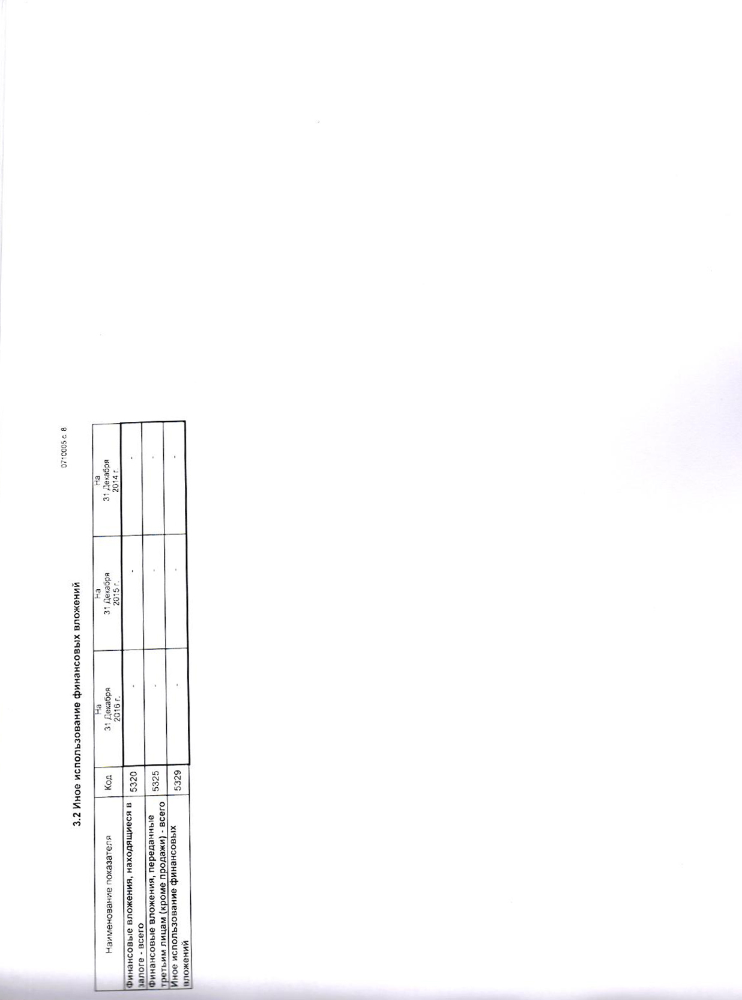 0710005 с. 8
3.2 Иное использование финансовых вложений
Наименование показателя Код На 31 Декабря 2016 г. На 31 Декабря 2015 г. На 31 Декабря 2014 г.
Финансовые вложения, находящиеся в
залоге - всего 5320 - - -
Финансовые вложения, переданные
третьим лицам (кроме продажи) - всего 5325 - - -
Иное использование финансовых
вложений 5329 - - -